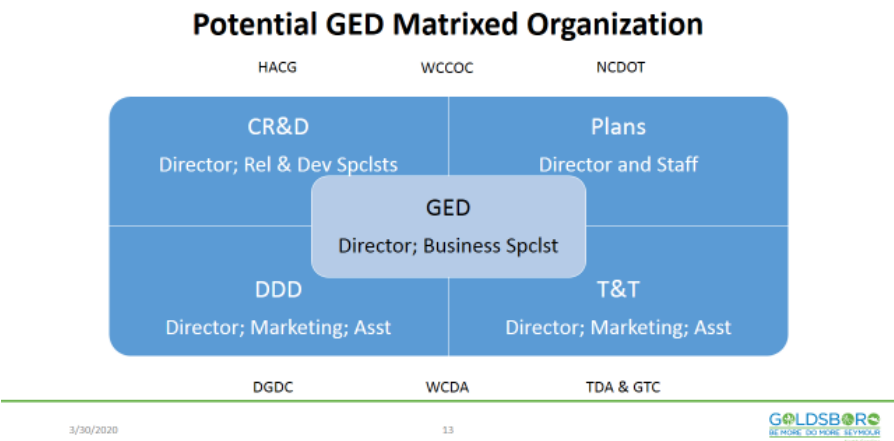 Potential GED Matrixed Organization
HACG WCCOC NCDOT
CR&D
Director; Rel & Dev Spclsts
Plans
Director and Staff
GED
Director; Business Spclst
DDD
Director; Marketing; Asst
T&T
Director; Marketing; Asst
DGDC WCDA TDA & GTC
3/30/2020 13
GOLDSBORO
BE MORE DO MORE SEYMOUR